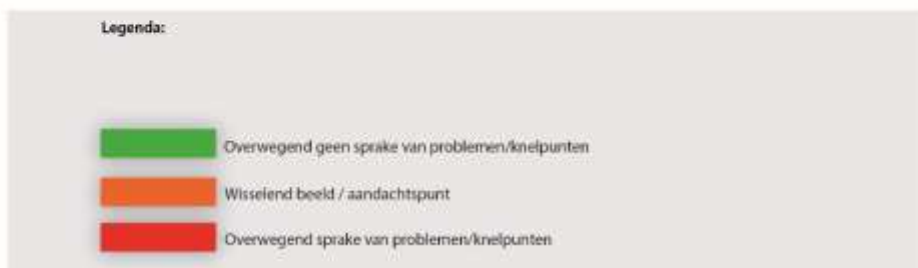 Legenda:
Overwegend geen sprake van problemen/knelpunten
Wisselend beeld / aandachtspunt
Overwegend sprake van problemen/knelpunten